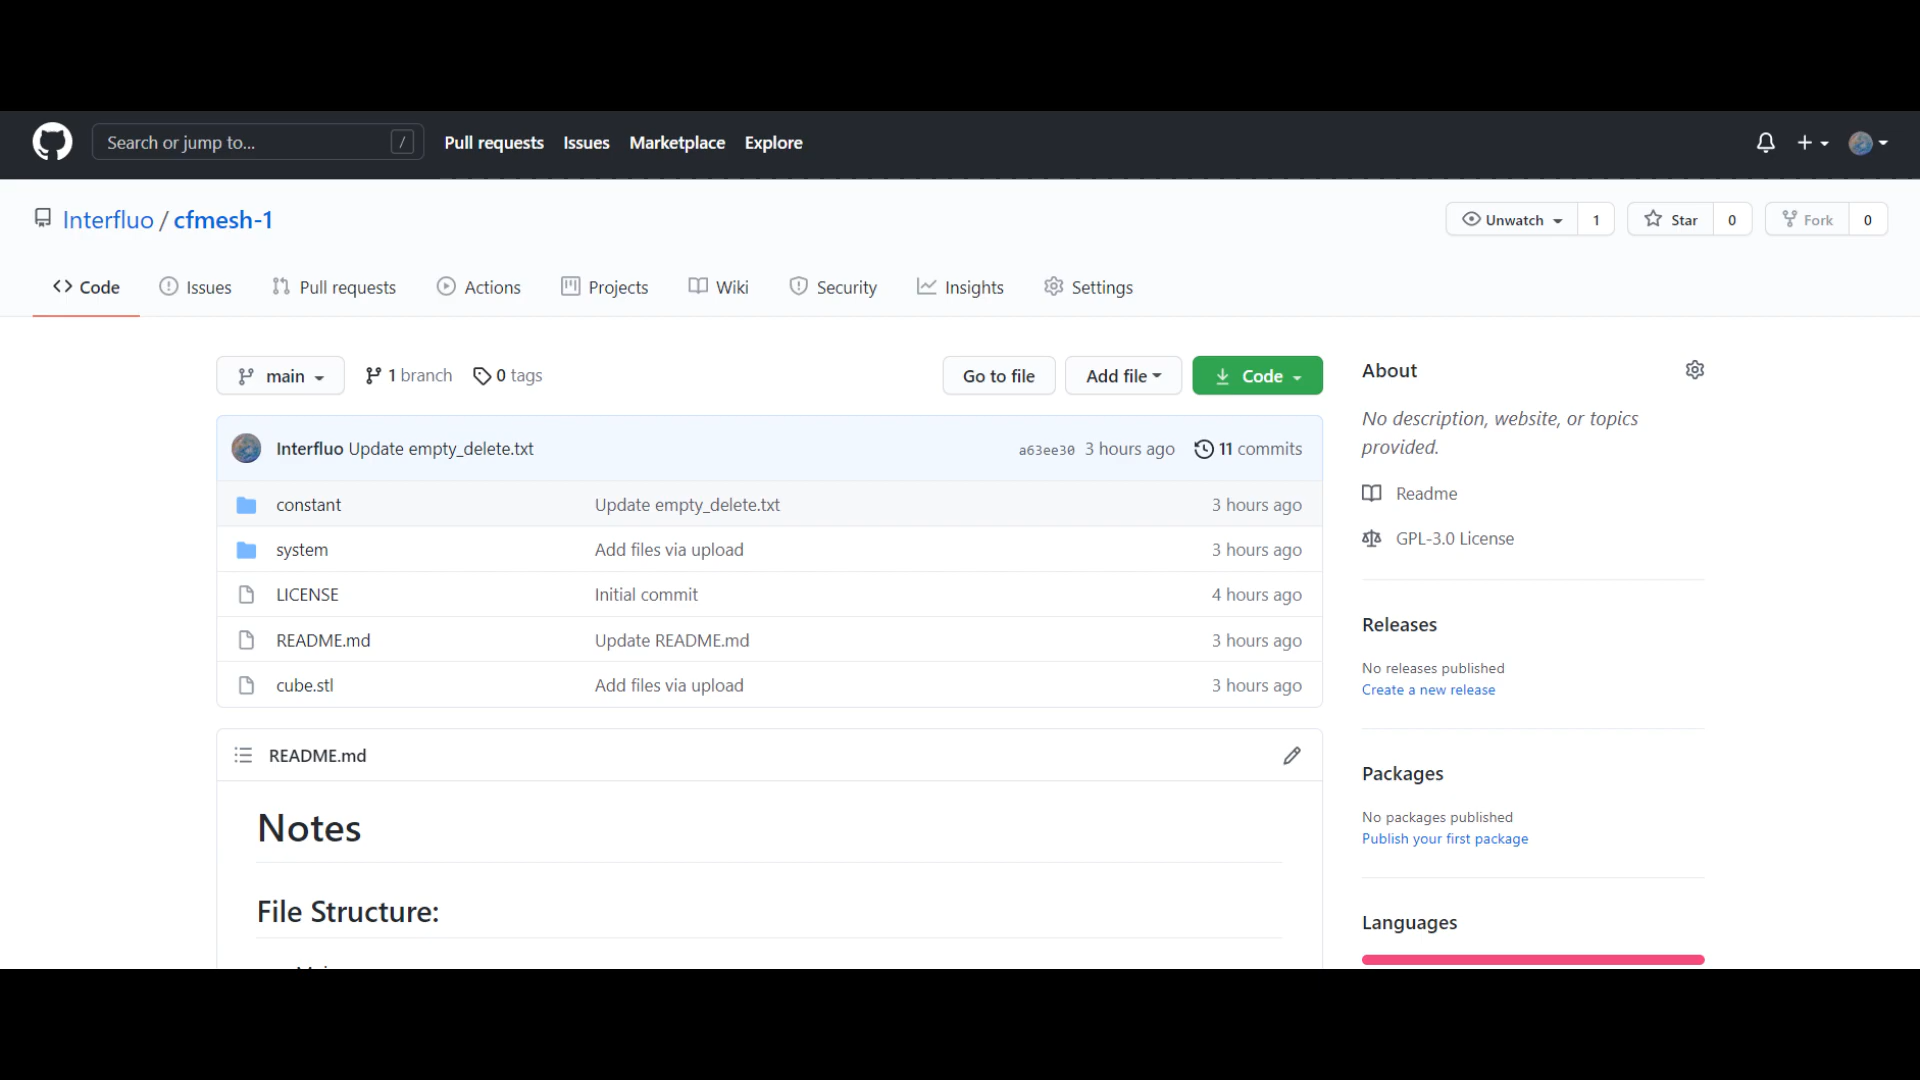 Search or jump to... / Pull requests Issues Marketplace Explore
Interfluo / cfmesh-1 Unwatch 1 Star 0 Fork 0
Code Issues Pull requests Actions Projects Wiki Security Insights Settings
main 1 branch 0 tags Go to file Add file Code
Interfluo Update empty_delete.txt a63ee30 3 hours ago 11 commits
constant Update empty_delete.txt 3 hours ago
system Add files via upload 3 hours ago
LICENSE Initial commit 4 hours ago
README.md Update README.md 3 hours ago
cube.stl Add files via upload 3 hours ago
README.md
Notes
File Structure:
About
No description, website, or topics
provided.
Readme
GPL-3.0 License
Releases
No releases published
Create a new release
Packages
No packages published
Publish your first package
Languages